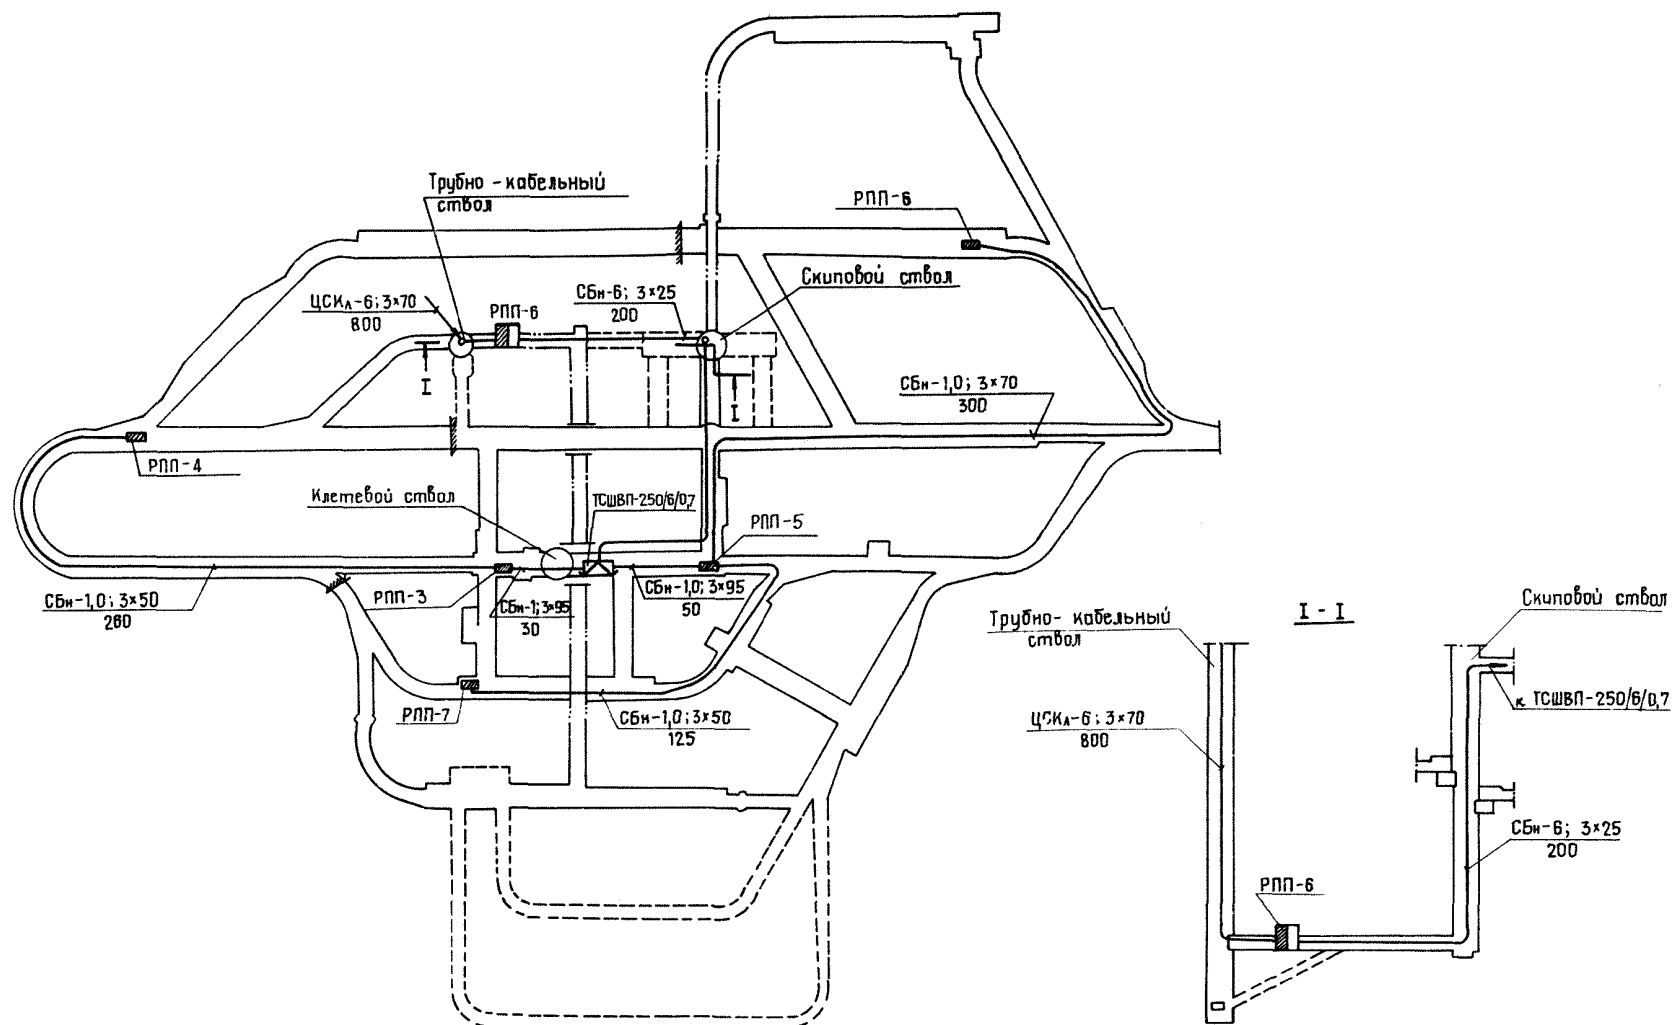 Трубно-кабельный
ствол
РПП-6
ЦСКл-6; 3×70
800
РПП-6
СБн-6; 3×25
200
Скиповой ствол
I
I
СБн-1,0; 3×70
300
РПП-4
Клетевой ствол
ТСШВП-250/6/0,7
РПП-5
СБн-1,0; 3×50
260
РПП-3
СБн-1; 3×95
30
СБн-1,0; 3×95
50
РПП-7
СБн-1,0; 3×50
125
I-I
Трубно-кабельный
ствол
Скиповой ствол
ЦСКл-6; 3×70
800
к ТСШВП-250/6/0,7
СБн-6; 3×25
200
РПП-6